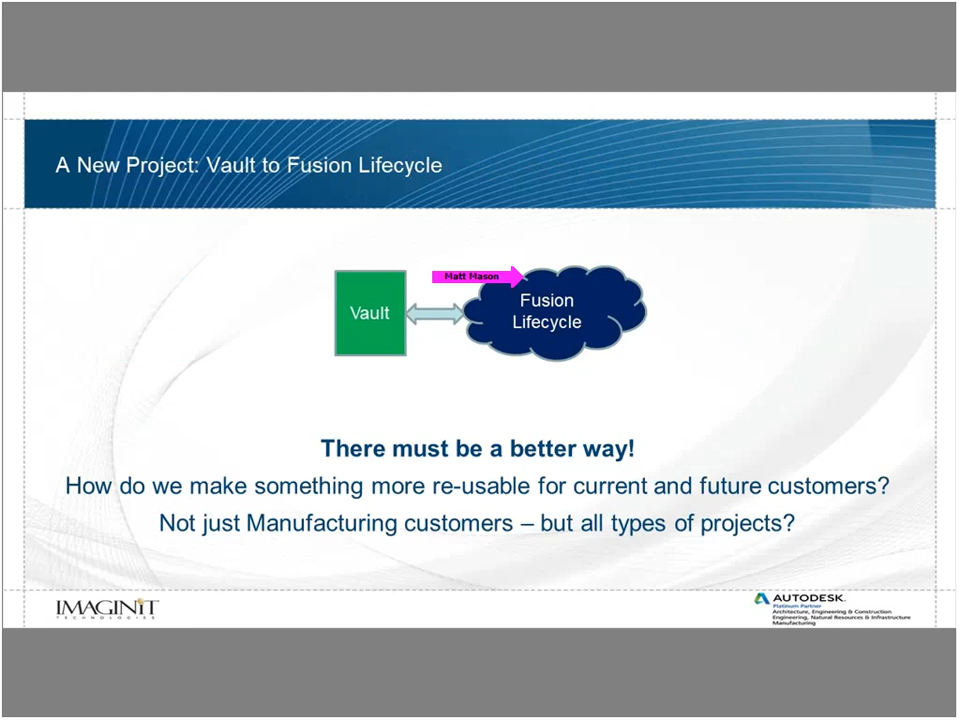 A New Project: Vault to Fusion Lifecycle
Matt Mason
Vault
Fusion
Lifecycle
There must be a better way!
How do we make something more re-usable for current and future customers?
Not just Manufacturing customers – but all types of projects?
IMAGINiT
TECHNOLOGIES
AUTODESK.
Platinum Partner
Architecture, Engineering & Construction
Engineering, Natural Resources & Infrastructure
Manufacturing